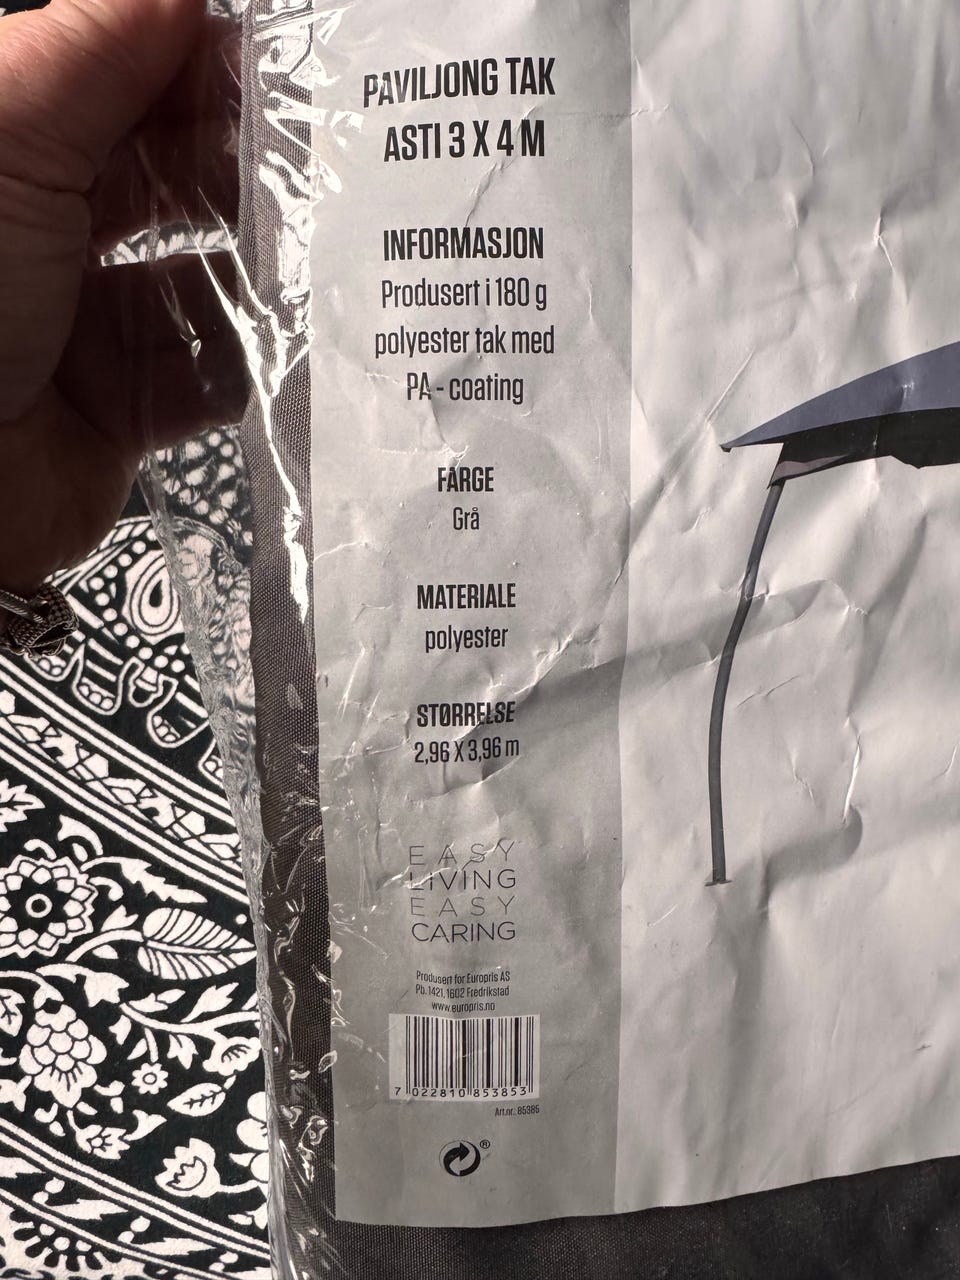 PAVILJONG TAK
ASTI 3 X 4 M
INFORMASJON
Produsert i 180 g
polyester tak med
PA - coating
FARGE
Grå
MATERIALE
polyester
STØRRELSE
2,96 X 3,96 m
EASY
LIVING
EASY
CARING
Produsert for Europris AS
Pb. 1421, 1602 Fredrikstad
www.europris.no
7 022810 853853
Art.nr.: 85385
®